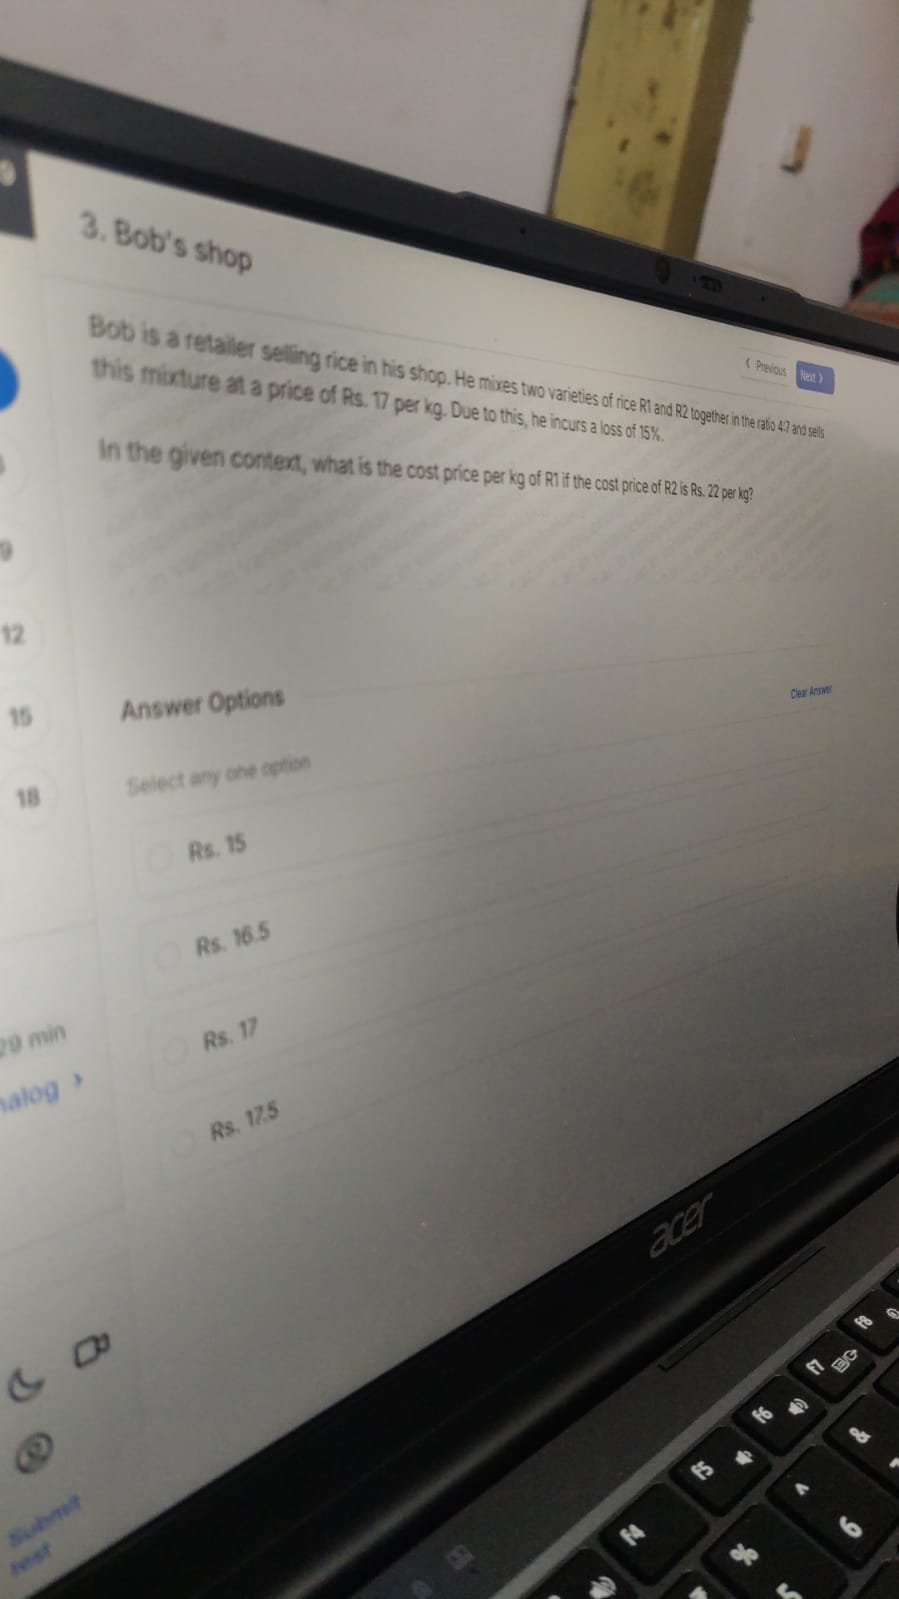 3. Bob's shop
Previous
Next
Bob is a retailer selling rice in his shop. He mixes two varieties of rice R1 and R2 together in the ratio 4:7 and sells
this mixture at a price of Rs. 17 per kg. Due to this, he incurs a loss of 15%.
In the given context, what is the cost price per kg of R1 if the cost price of R2 is Rs. 22 per kg?
9
12
15
18
Answer Options
Clear Answer
Select any one option
Rs. 15
Rs. 16.5
Rs. 17
Rs. 17.5
29 min
Submit
test
acer
f4
f5
f6
f7
f8
%
5
^
6
&